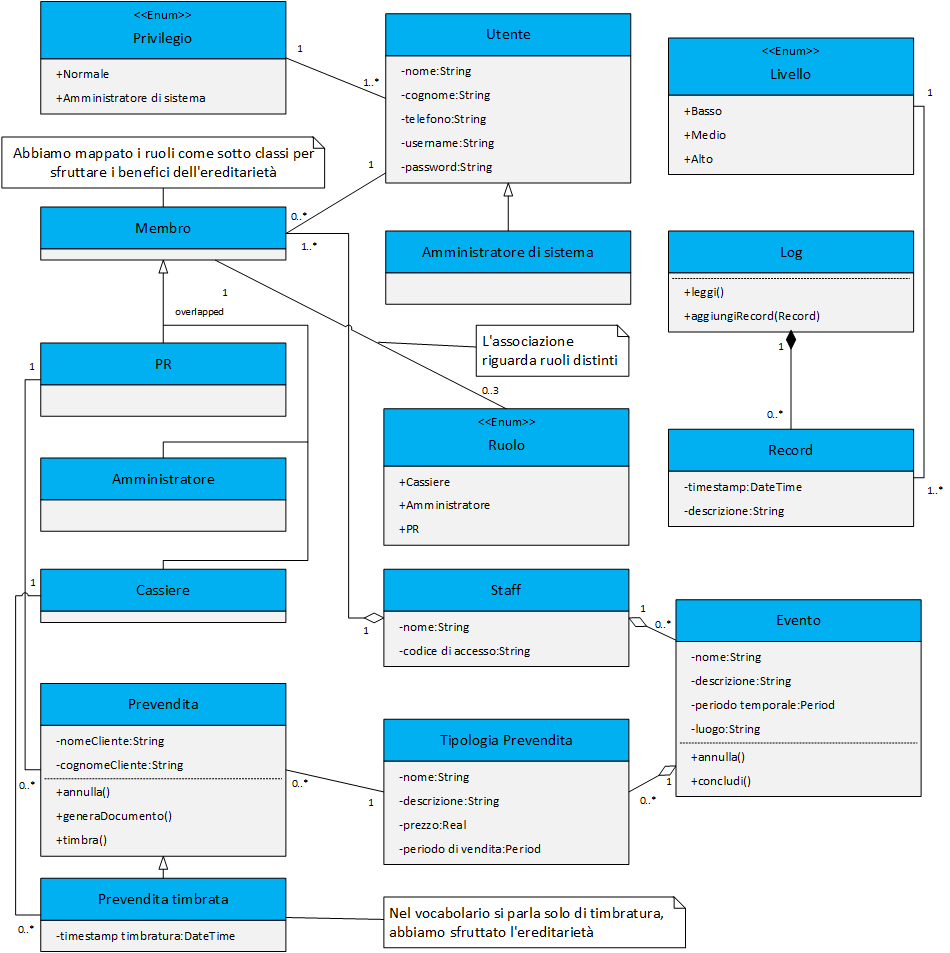 <<Enum>>
Privilegio
+Normale
+Amministratore di sistema
1
1..*
Utente
-nome:String
-cognome:String
-telefono:String
-username:String
-password:String
<<Enum>>
Livello
+Basso
+Medio
+Alto
1
Abbiamo mappato i ruoli come sotto classi per
sfruttare i benefici dell'ereditarietà
1
0..*
1..*
Membro
Amministratore di sistema
Log
+leggi()
+aggiungiRecord(Record)
1
overlapped
L'associazione
riguarda ruoli distinti
1
0..*
PR
1
0..3
<<Enum>>
Ruolo
+Cassiere
+Amministratore
+PR
Record
-timestamp:DateTime
-descrizione:String
1..*
Amministratore
Cassiere
1
Staff
-nome:String
-codice di accesso:String
1
1
0..*
Evento
-nome:String
-descrizione:String
-periodo temporale:Period
-luogo:String
+annulla()
+concludi()
Prevendita
-nomeCliente:String
-cognomeCliente:String
+annulla()
+generaDocumento()
+timbra()
0..*
0..*
1
Tipologia Prevendita
-nome:String
-descrizione:String
-prezzo:Real
-periodo di vendita:Period
0..*
1
Prevendita timbrata
-timestamp timbratura:DateTime
0..*
Nel vocabolario si parla solo di timbratura,
abbiamo sfruttato l'ereditarietà